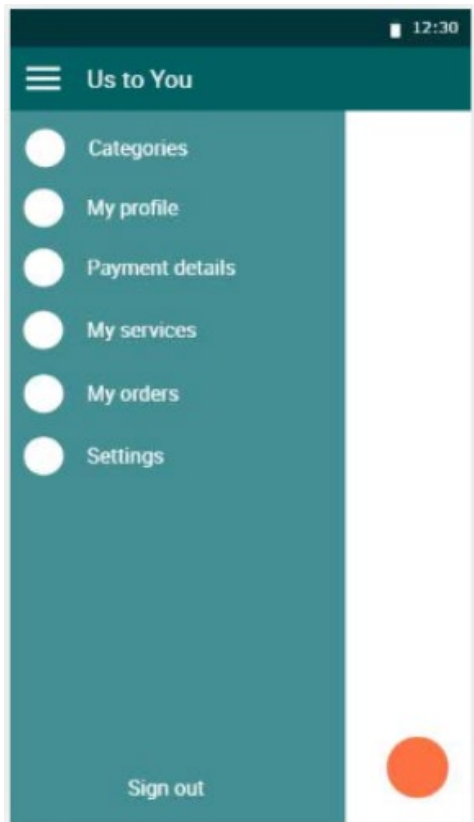 12:30
Us to You
Categories
My profile
Payment details
My services
My orders
Settings
Sign out